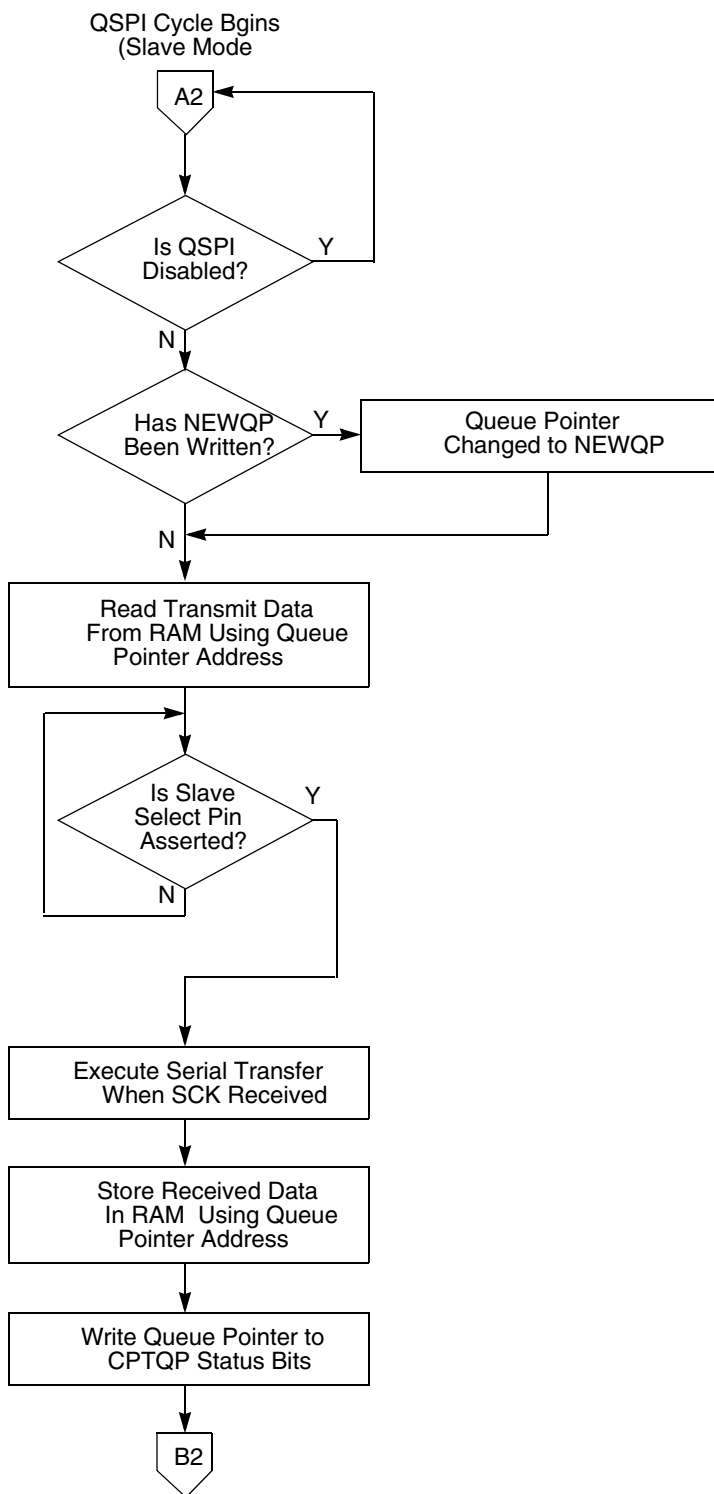 QSPI Cycle Bgins
(Slave Mode
A2
Is QSPI
Disabled?
Y
N
Has NEWQP
Been Written?
Y
Queue Pointer
Changed to NEWQP
N
Read Transmit Data
From RAM Using Queue
Pointer Address
Is Slave
Select Pin
Asserted?
Y
N
Execute Serial Transfer
When SCK Received
Store Received Data
In RAM  Using Queue
Pointer Address
Write Queue Pointer to
CPTQP Status Bits
B2